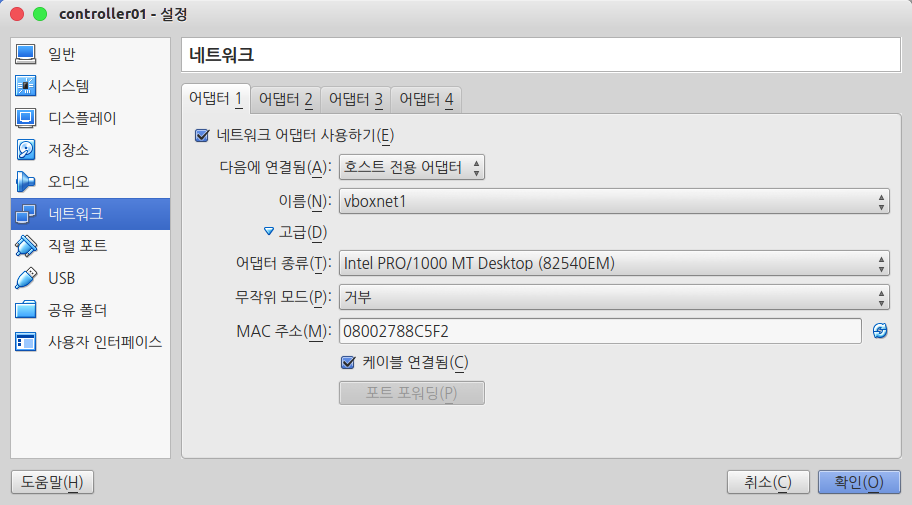 controller01 - 설정
일반
시스템
디스플레이
저장소
오디오
네트워크
직렬 포트
USB
공유 폴더
사용자 인터페이스
네트워크
어댑터 1 어댑터 2 어댑터 3 어댑터 4
네트워크 어댑터 사용하기(E)
다음에 연결됨(A): 호스트 전용 어댑터
이름(N): vboxnet1
고급(D)
어댑터 종류(T): Intel PRO/1000 MT Desktop (82540EM)
무작위 모드(P): 거부
MAC 주소(M): 08002788C5F2
케이블 연결됨(C)
포트 포워딩(P)
도움말(H) 취소(C) 확인(O)